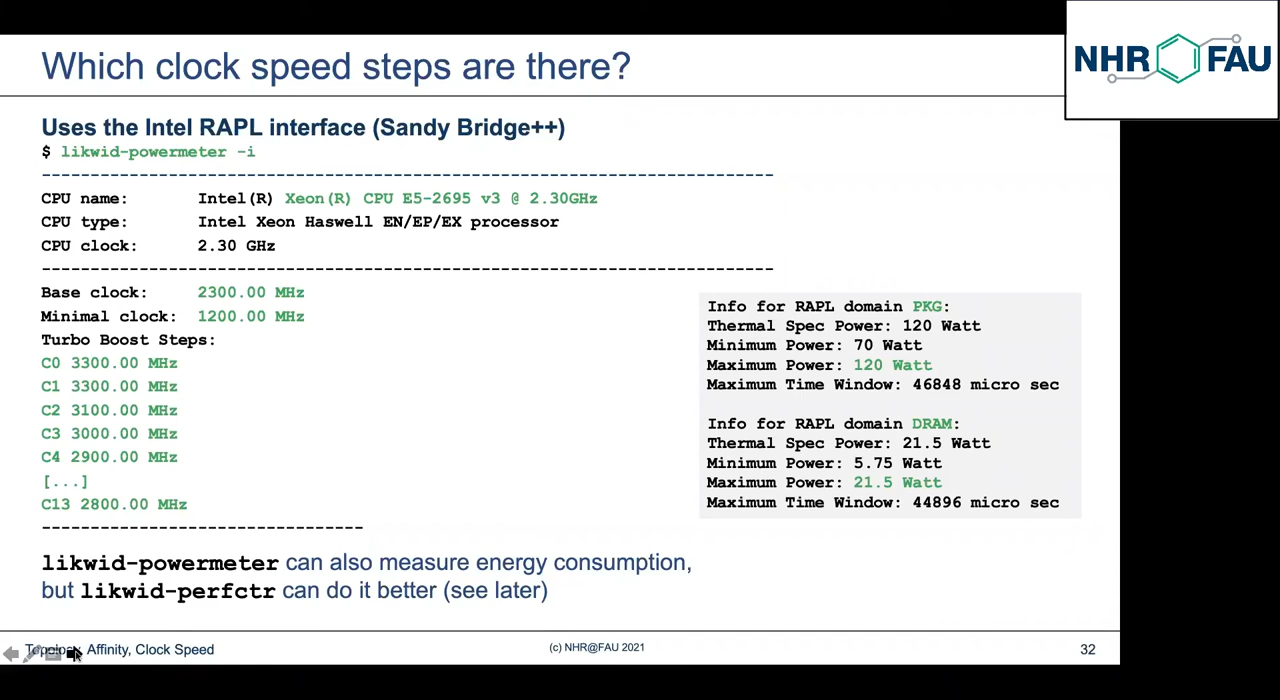 Which clock speed steps are there?
NHR FAU
Uses the Intel RAPL interface (Sandy Bridge++)
$ likwid-powermeter -i
---------------------------------------------------------------------------
CPU name: Intel(R) Xeon(R) CPU E5-2695 v3 @ 2.30GHz
CPU type: Intel Xeon Haswell EN/EP/EX processor
CPU clock: 2.30 GHz
---------------------------------------------------------------------------
Base clock: 2300.00 MHz
Minimal clock: 1200.00 MHz
Turbo Boost Steps:
C0 3300.00 MHz
C1 3300.00 MHz
C2 3100.00 MHz
C3 3000.00 MHz
C4 2900.00 MHz
[...]
C13 2800.00 MHz
---------------------------------
Info for RAPL domain PKG:
Thermal Spec Power: 120 Watt
Minimum Power: 70 Watt
Maximum Power: 120 Watt
Maximum Time Window: 46848 micro sec
Info for RAPL domain DRAM:
Thermal Spec Power: 21.5 Watt
Minimum Power: 5.75 Watt
Maximum Power: 21.5 Watt
Maximum Time Window: 44896 micro sec
likwid-powermeter can also measure energy consumption,
but likwid-perfctr can do it better (see later)
Topology, Affinity, Clock Speed
(c) NHR@FAU 2021
32